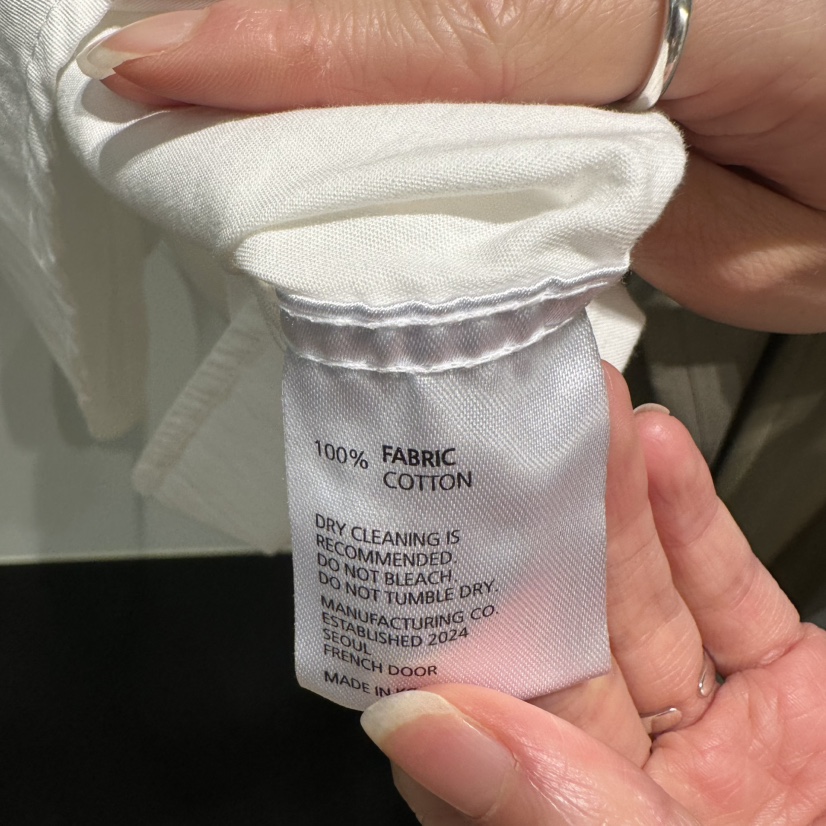 100% FABRIC
COTTON
DRY CLEANING IS
RECOMMENDED
DO NOT BLEACH
DO NOT TUMBLE DRY.
MANUFACTURING CO.
ESTABLISHED 2024
SEOUL
FRENCH DOOR
MADE IN